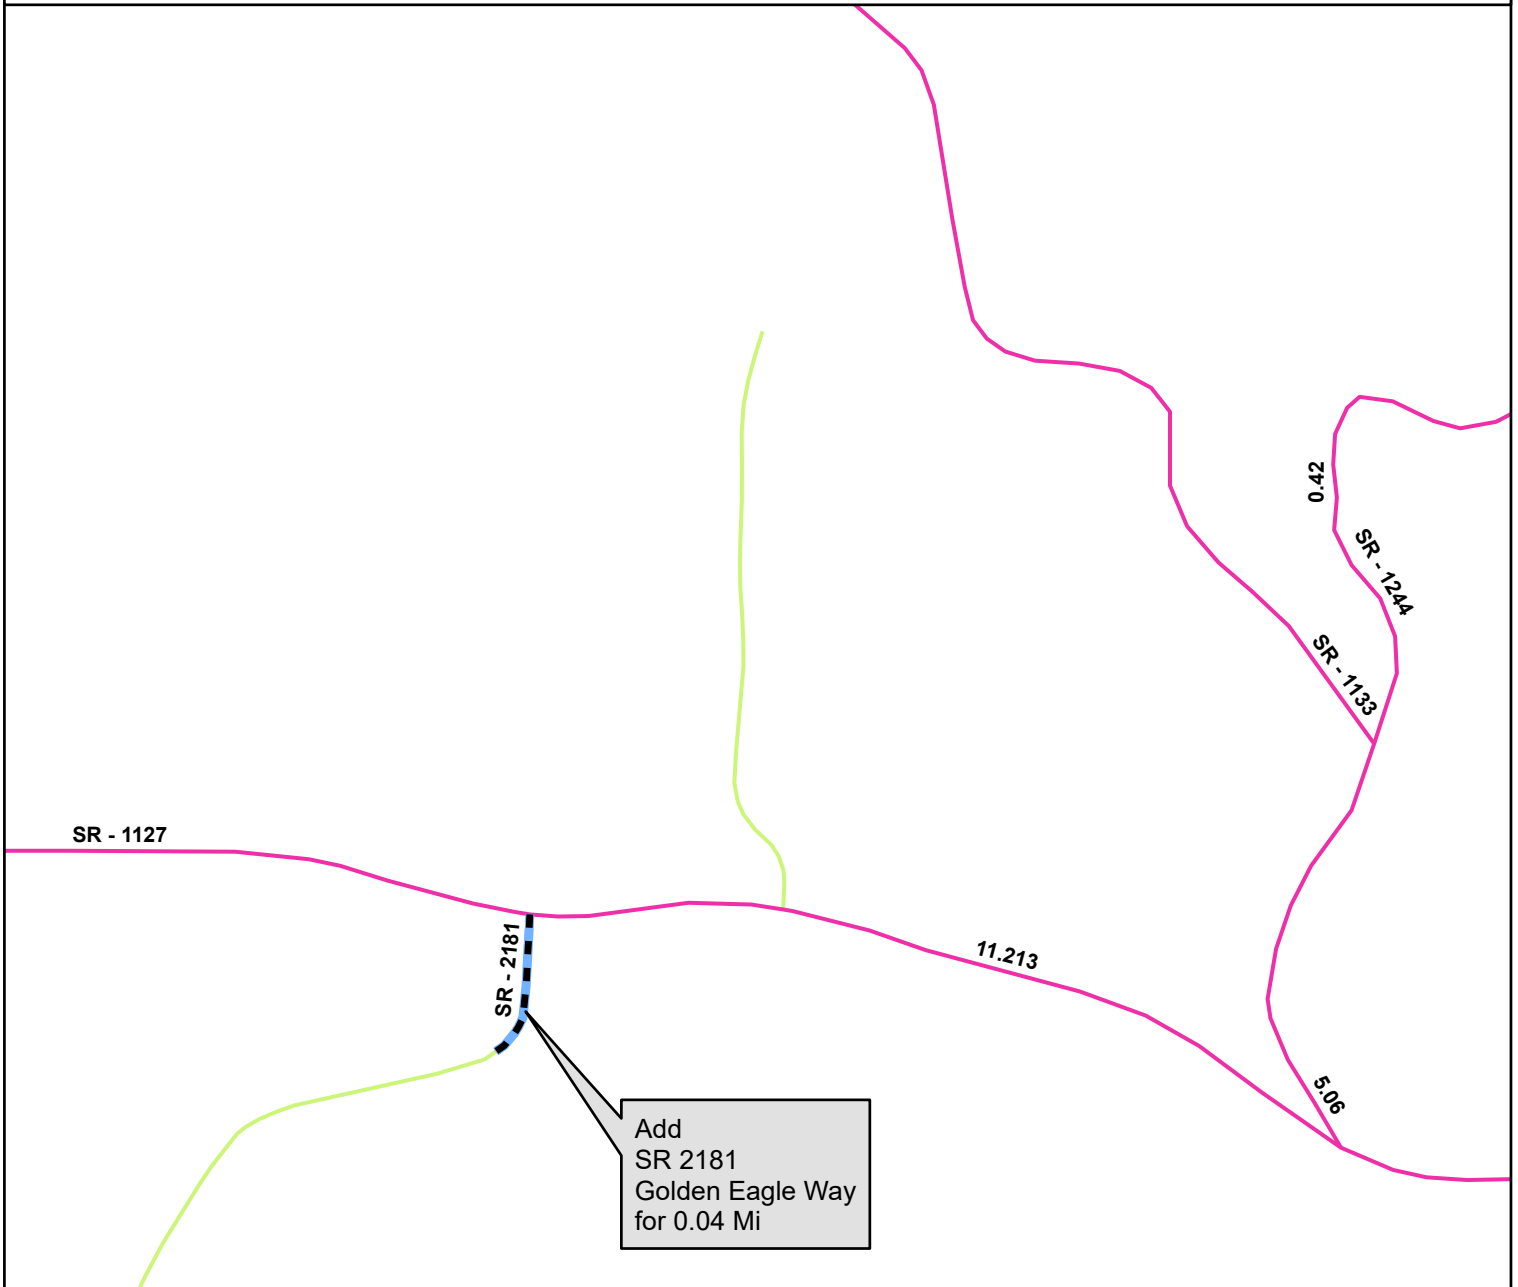 0.42
SR - 1244
SR - 1133
SR - 1127
SR - 2181
11.213
5.06
Add
SR 2181
Golden Eagle Way
for 0.04 Mi